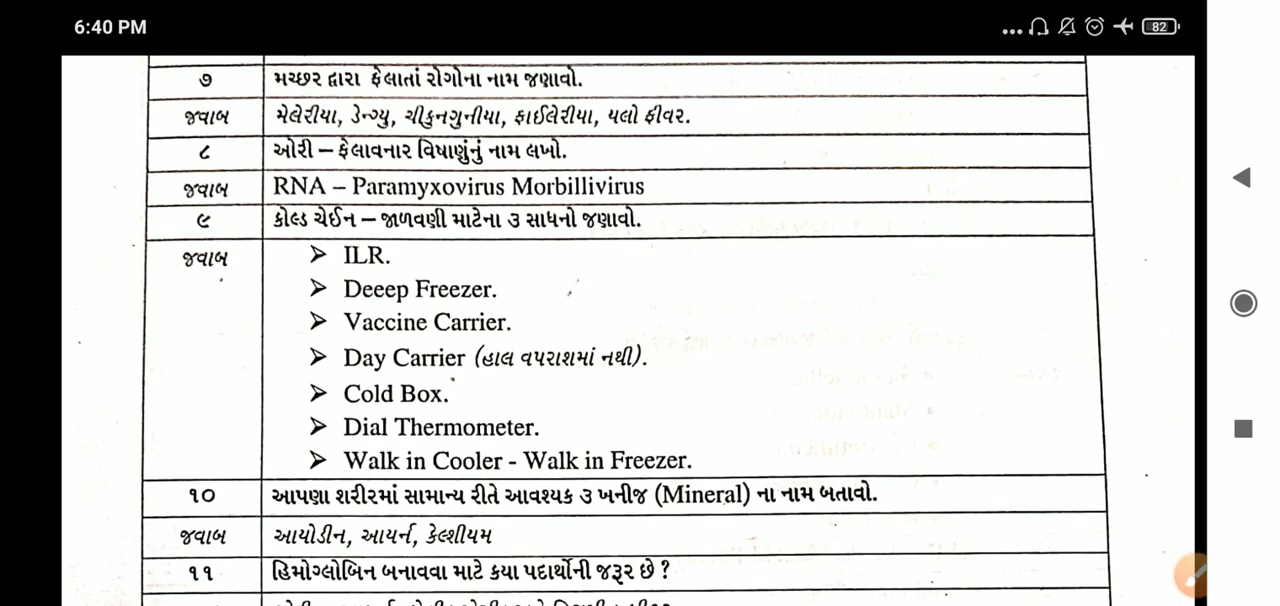 6:40 PM
82
૭ મચ્છર દ્વારા ફેલાતાં રોગોના નામ જણાવો.
જવાબ મેલેરીયા, ડેન્ગ્યુ, ચીકુનગુનીયા, ફાઈલેરીયા, યલો ફીવર.
૮ ઓરી – ફેલાવનાર વિષાણુંનું નામ લખો.
જવાબ RNA – Paramyxovirus Morbillivirus
૯ કોલ્ડ ચેઈન – જાળવણી માટેના ૩ સાધનો જણાવો.
જવાબ ➢ ILR.
➢ Deeep Freezer.
➢ Vaccine Carrier.
➢ Day Carrier (હાલ વપરાશમાં નથી).
➢ Cold Box.
➢ Dial Thermometer.
➢ Walk in Cooler - Walk in Freezer.
૧૦ આપણા શરીરમાં સામાન્ય રીતે આવશ્યક ૩ ખનીજ (Mineral) ના નામ બતાવો.
જવાબ આયોડીન, આયર્ન, કેલ્શીયમ
૧૧ હિમોગ્લોબિન બનાવવા માટે કયા પદાર્થોની જરૂર છે ?